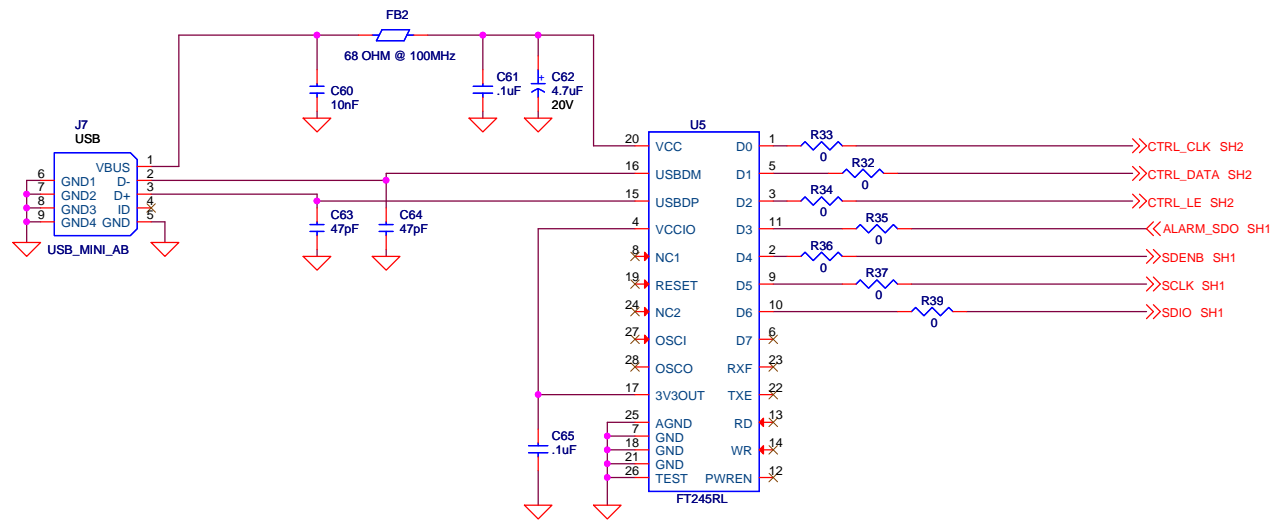 FB2
68 OHM @ 100MHz
C60
10nF
C61
.1uF
C62
4.7uF
20V
+
J7
USB
VBUS 1
D- 2
D+ 3
ID 4
GND 5
6 GND1
7 GND2
8 GND3
9 GND4
USB_MINI_AB
C63
47pF
C64
47pF
C65
.1uF
U5
20 VCC
16 USBDM
15 USBDP
4 VCCIO
8 NC1
19 RESET
24 NC2
27 OSCI
28 OSCO
17 3V3OUT
25 AGND
7 GND
18 GND
21 GND
26 TEST
D0 1
D1 5
D2 3
D3 11
D4 2
D5 9
D6 10
D7 6
RXF 23
TXE 22
RD 13
WR 14
PWREN 12
FT245RL
R33
0
CTRL_CLK SH2
R32
0
CTRL_DATA SH2
R34
0
CTRL_LE SH2
R35
0
ALARM_SDO SH1
R36
0
SDENB SH1
R37
0
SCLK SH1
R39
0
SDIO SH1